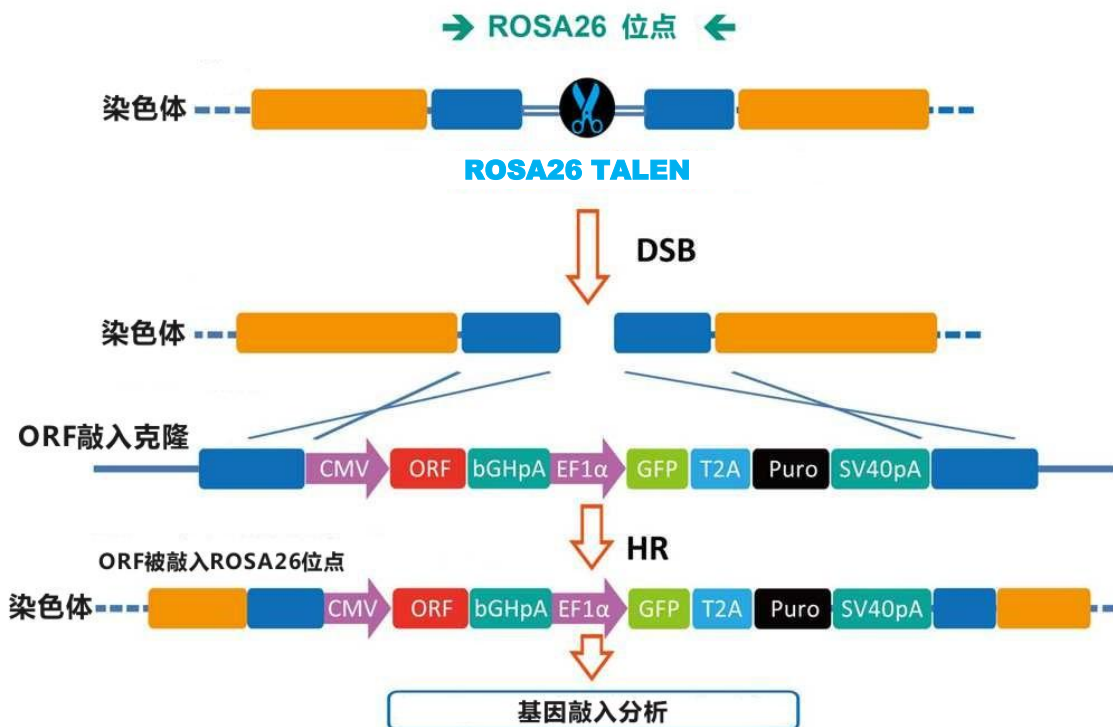 ROSA26 位点
染色体
ROSA26 TALEN
DSB
染色体
ORF敲入克隆
CMV ORF bGHpA EF1α GFP T2A Puro SV40pA
HR
ORF被敲入ROSA26位点
染色体 CMV ORF bGHpA EF1α GFP T2A Puro SV40pA
基因敲入分析